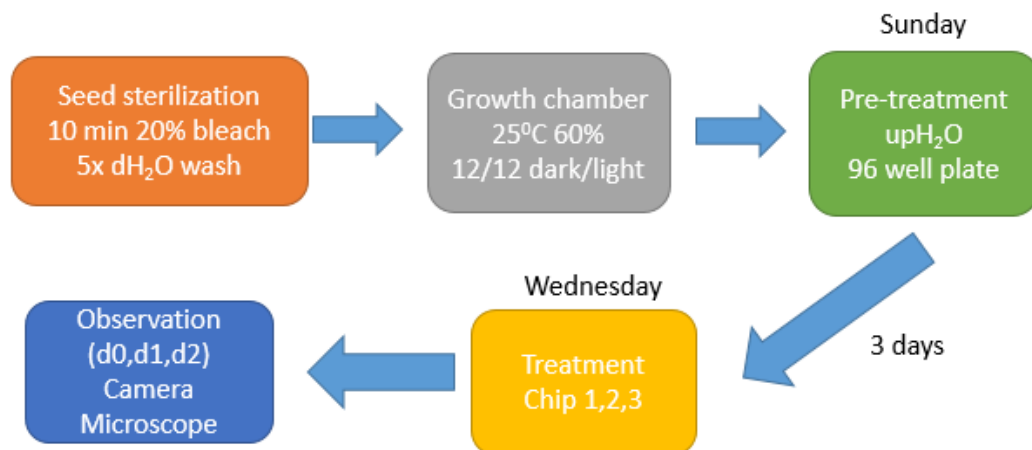 Seed sterilization
10 min 20% bleach
5x dH₂O wash
Growth chamber
25⁰C 60%
12/12 dark/light
Sunday
Pre-treatment
upH₂O
96 well plate
3 days
Wednesday
Treatment
Chip 1,2,3
Observation
(d0,d1,d2)
Camera
Microscope